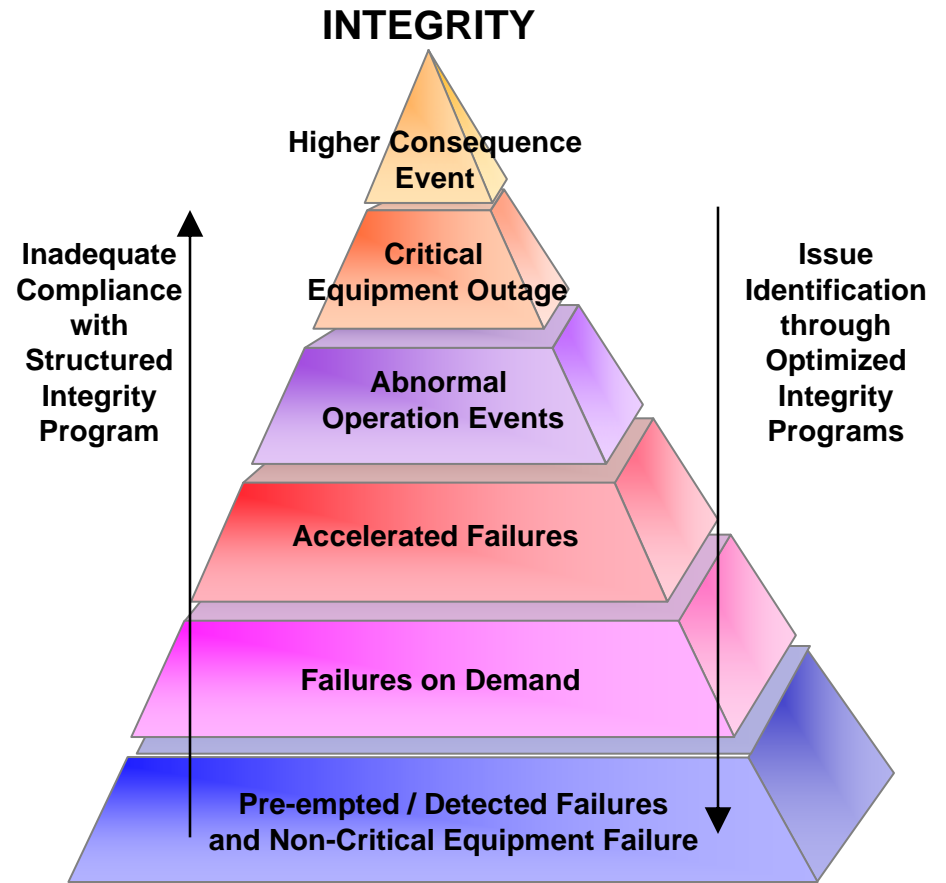 INTEGRITY
Higher Consequence
Event
Critical
Equipment Outage
Abnormal
Operation Events
Accelerated Failures
Failures on Demand
Pre-empted / Detected Failures
and Non-Critical Equipment Failure
Inadequate
Compliance
with
Structured
Integrity
Program
Issue
Identification
through
Optimized
Integrity
Programs